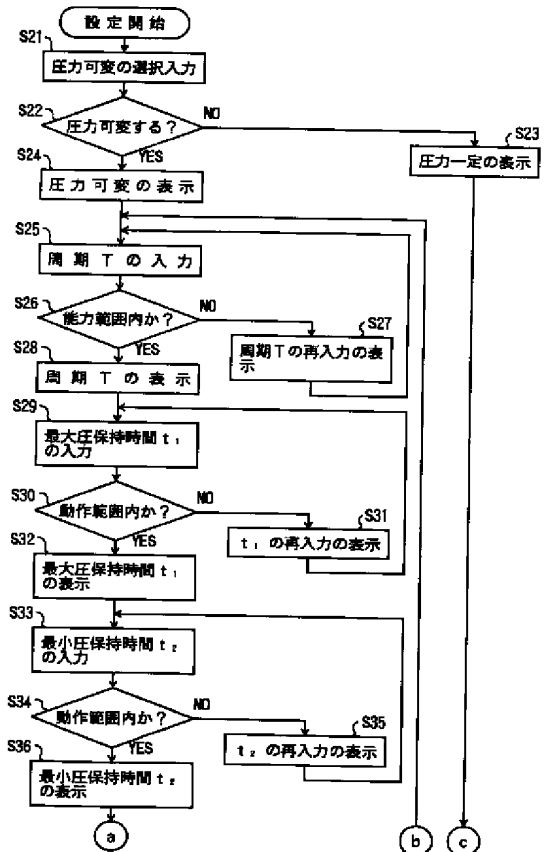 設定開始
S21
圧力可変の選択入力
S22
圧力可変する？
NO
YES
S23
圧力一定の表示
S24
圧力可変の表示
S25
周期Tの入力
S26
能力範囲内か？
NO
YES
S27
周期Tの再入力の表
示
S28
周期Tの表示
S29
最大圧保持時間t₁
の入力
S30
動作範囲内か？
NO
YES
S31
t₁の再入力の表示
S32
最大圧保持時間t₁
の表示
S33
最小圧保持時間t₂
の入力
S34
動作範囲内か？
NO
YES
S35
t₂の再入力の表示
S36
最小圧保持時間t₂
の表示
a
b
c